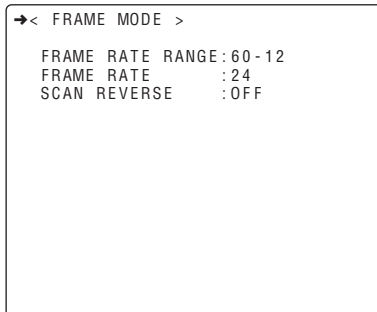 ➔< FRAME MODE >
FRAME RATE RANGE:60-12
FRAME RATE :24
SCAN REVERSE :OFF